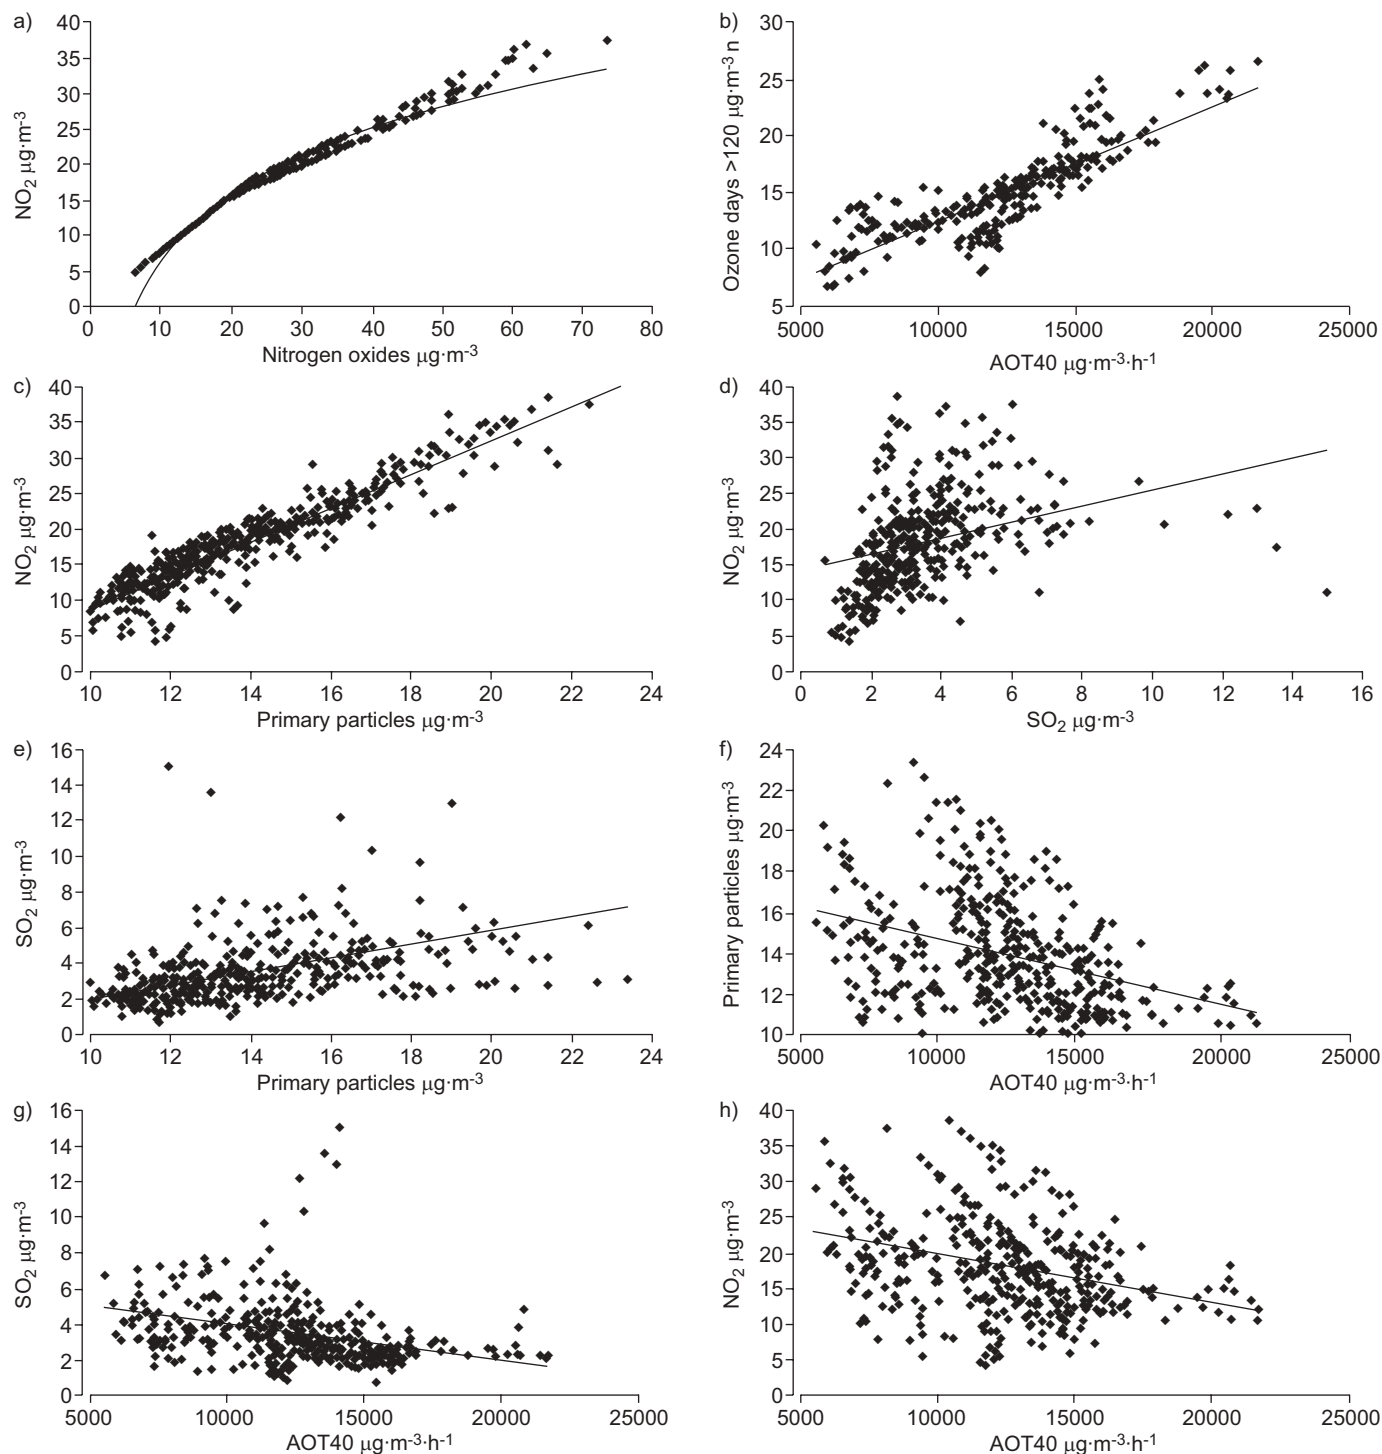 a)
NO2 µg·m-3
40
35
30
25
20
15
10
5
0
0 10 20 30 40 50 60 70 80
Nitrogen oxides µg·m-3
b)
Ozone days >120 µg·m-3 n
30
25
20
15
10
5
5000 10000 15000 20000 25000
AOT40 µg·m-3·h-1
c)
NO2 µg·m-3
40
35
30
25
20
15
10
5
0
10 12 14 16 18 20 22 24
Primary particles µg·m-3
d)
NO2 µg·m-3
40
35
30
25
20
15
10
5
0
0 2 4 6 8 10 12 14 16
SO2 µg·m-3
e)
SO2 µg·m-3
16
14
12
10
8
6
4
2
0
10 12 14 16 18 20 22 24
Primary particles µg·m-3
f)
Primary particles µg·m-3
24
22
20
18
16
14
12
10
5000 10000 15000 20000 25000
AOT40 µg·m-3·h-1
g)
SO2 µg·m-3
16
14
12
10
8
6
4
2
0
5000 10000 15000 20000 25000
AOT40 µg·m-3·h-1
h)
NO2 µg·m-3
40
35
30
25
20
15
10
5
0
5000 10000 15000 20000 25000
AOT40 µg·m-3·h-1